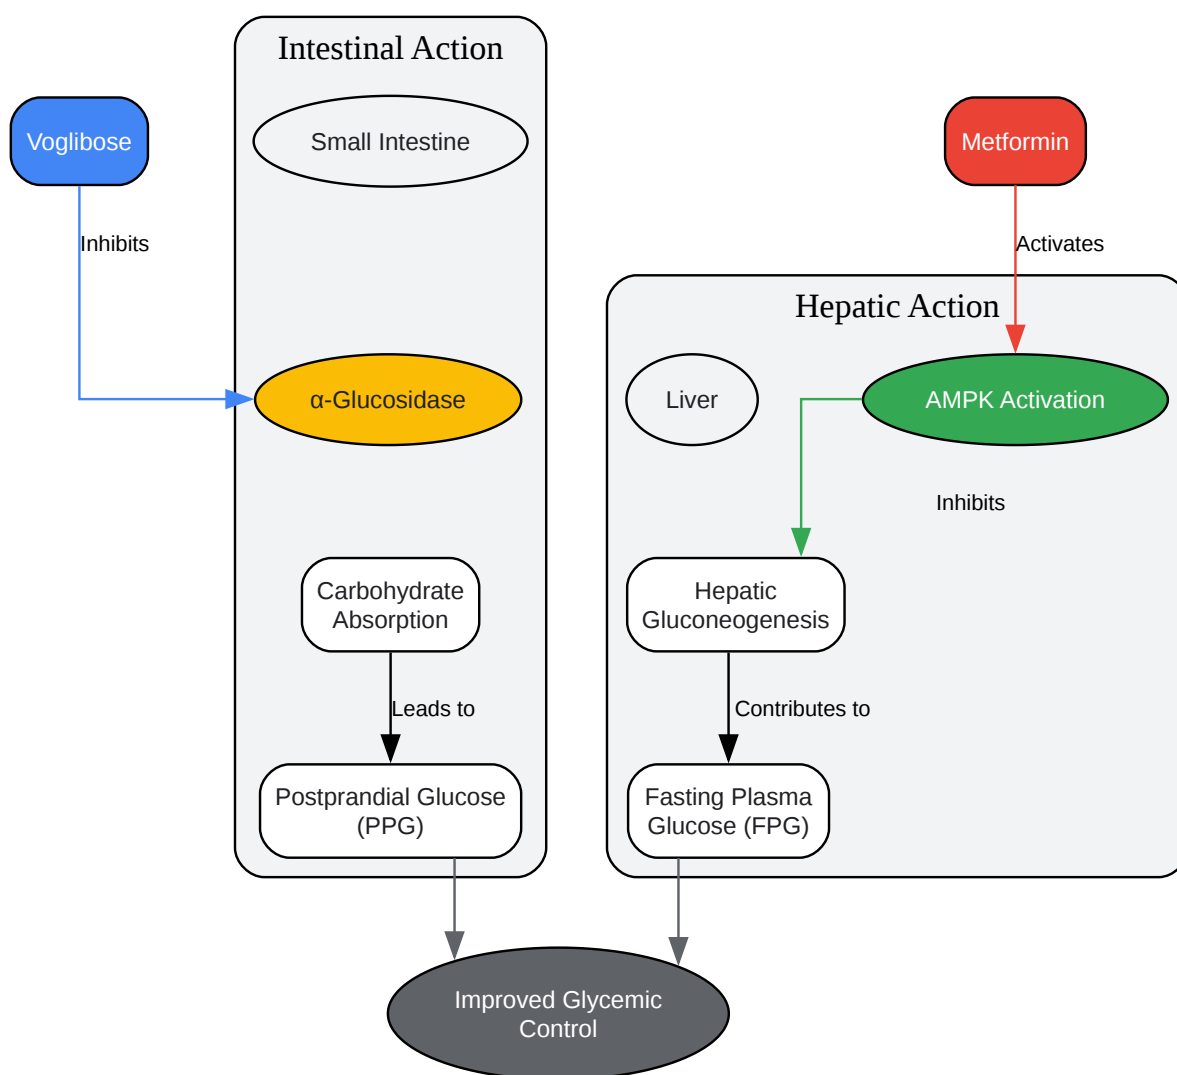 Intestinal Action
Voglibose
Small Intestine
Metformin
Inhibits
Activates
Hepatic Action
α-Glucosidase
Liver
AMPK Activation
Inhibits
Carbohydrate
Absorption
Hepatic
Gluconeogenesis
Leads to
Contributes to
Postprandial Glucose
(PPG)
Fasting Plasma
Glucose (FPG)
Improved Glycemic
Control